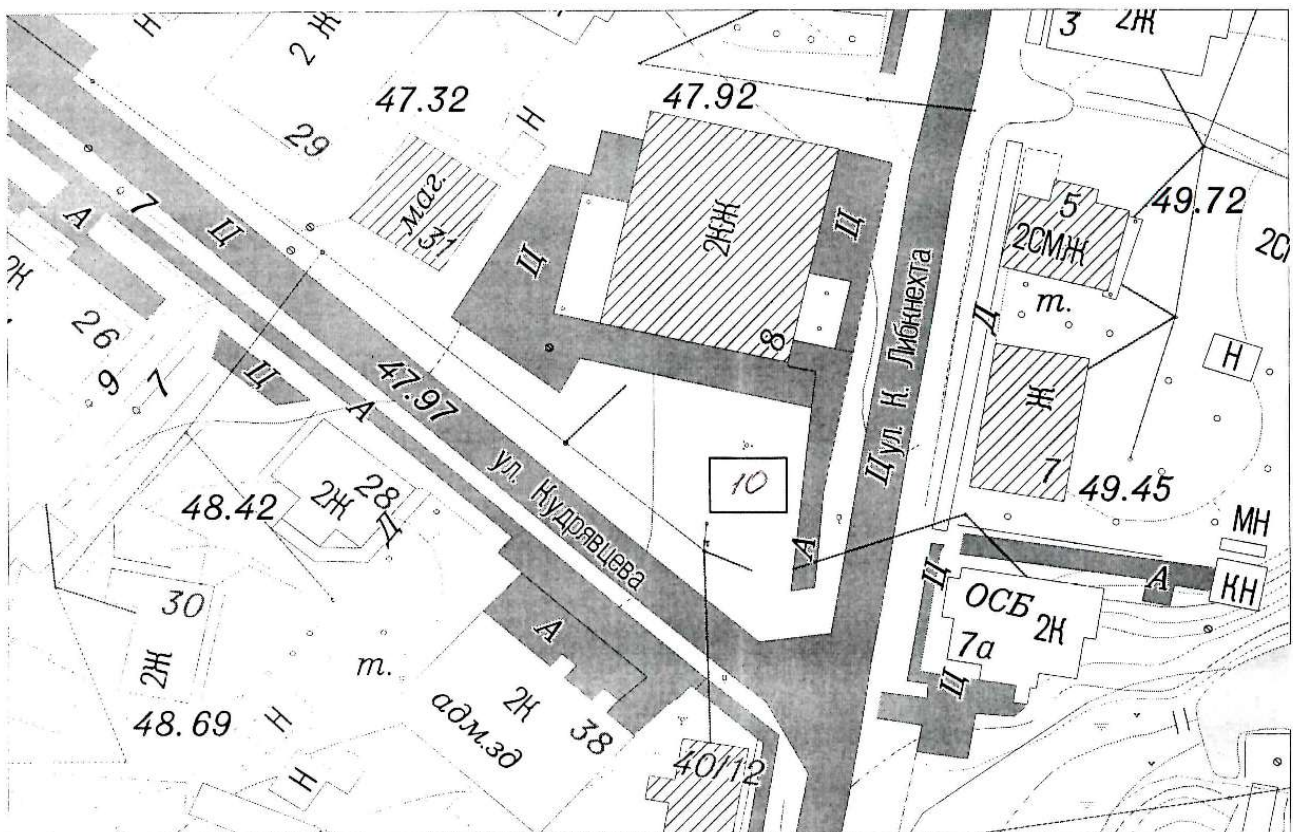 Н
2 Ж
3
2Ж
47.32
47.92
Н
29
маг.
31
5
2СМЖ
49.72
А
7
Ц
Ц
2КЖ
Ц
т.
2К
26
9
7
8
ул. К. Либкнехта
Д
Н
Ц
47.97
А
Ж
7
49.45
48.42
28
2Ж
Д
ул. Кудрявцева
10
Ц
А
МН
КН
А
30
2Ж
48.69
т.
А
ОСБ
2К
7а
Ц
Ц
Н
Н
2К
адм.зд
38
40/12